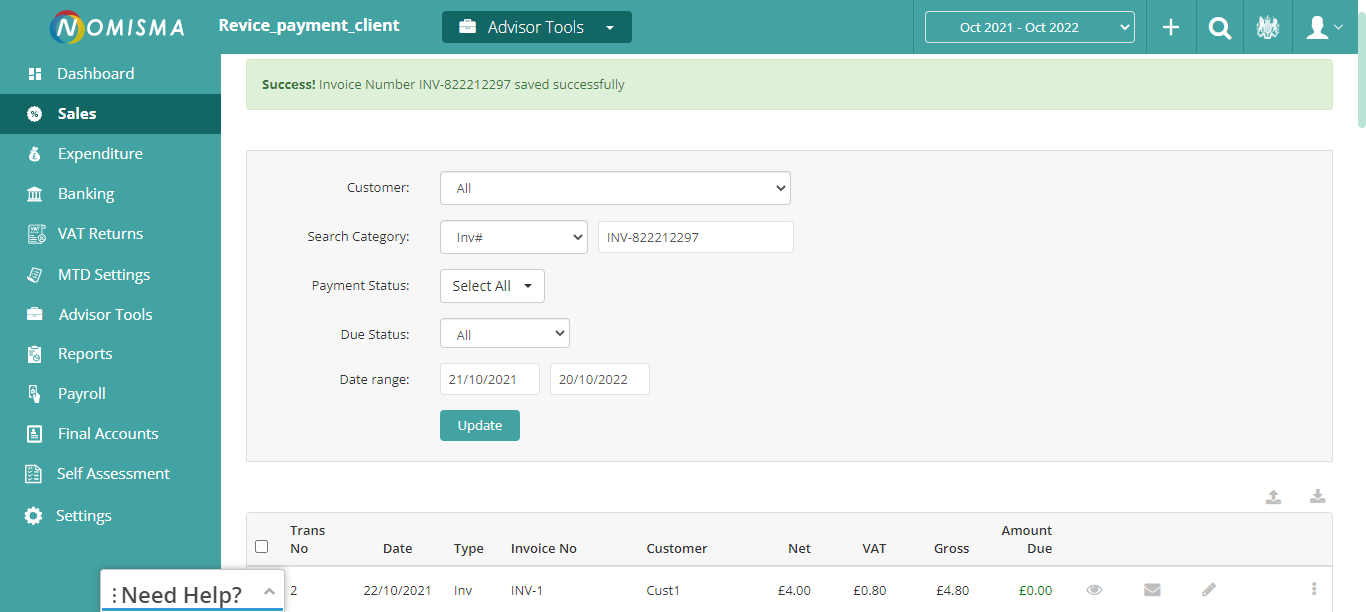 NOMISMA
Revice_payment_client
Advisor Tools
Oct 2021 - Oct 2022
Dashboard
Sales
Expenditure
Banking
VAT Returns
MTD Settings
Advisor Tools
Reports
Payroll
Final Accounts
Self Assessment
Settings
Success! Invoice Number INV-822212297 saved successfully
Customer: All
Search Category: Inv# INV-822212297
Payment Status: Select All
Due Status: All
Date range: 21/10/2021 20/10/2022
Update
Trans No Date Type Invoice No Customer Net VAT Gross Amount Due
2 22/10/2021 Inv INV-1 Cust1 £4.00 £0.80 £4.80 £0.00
Need Help?